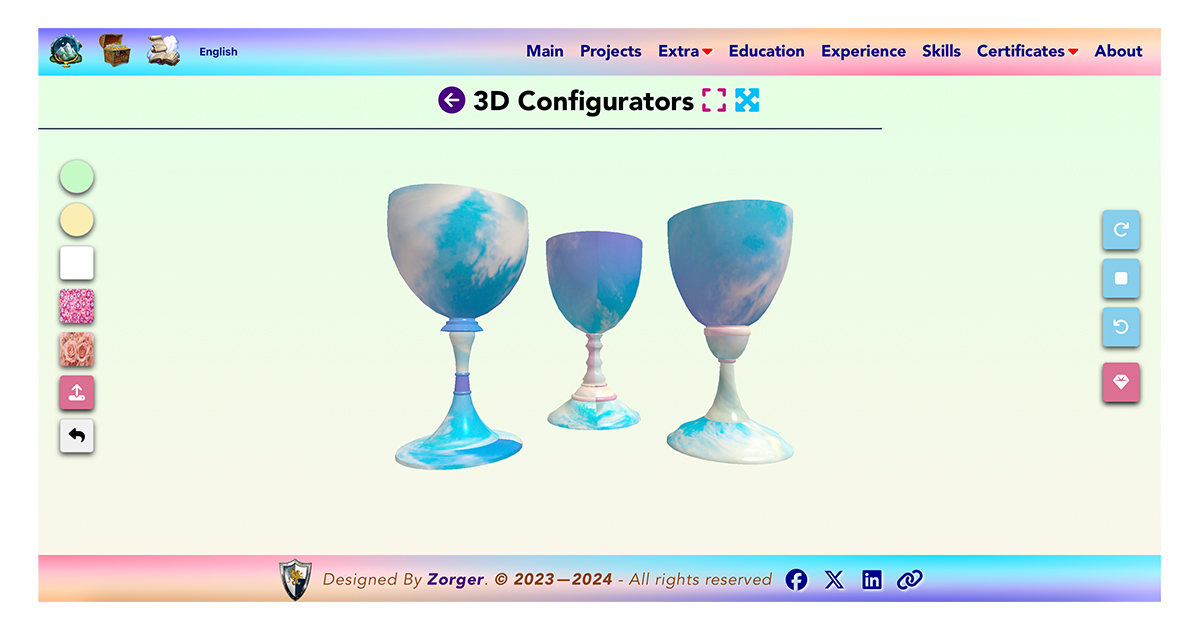 English
Main Projects Extra Education Experience Skills Certificates About
3D Configurators
Designed By Zorger. © 2023—2024 - All rights reserved